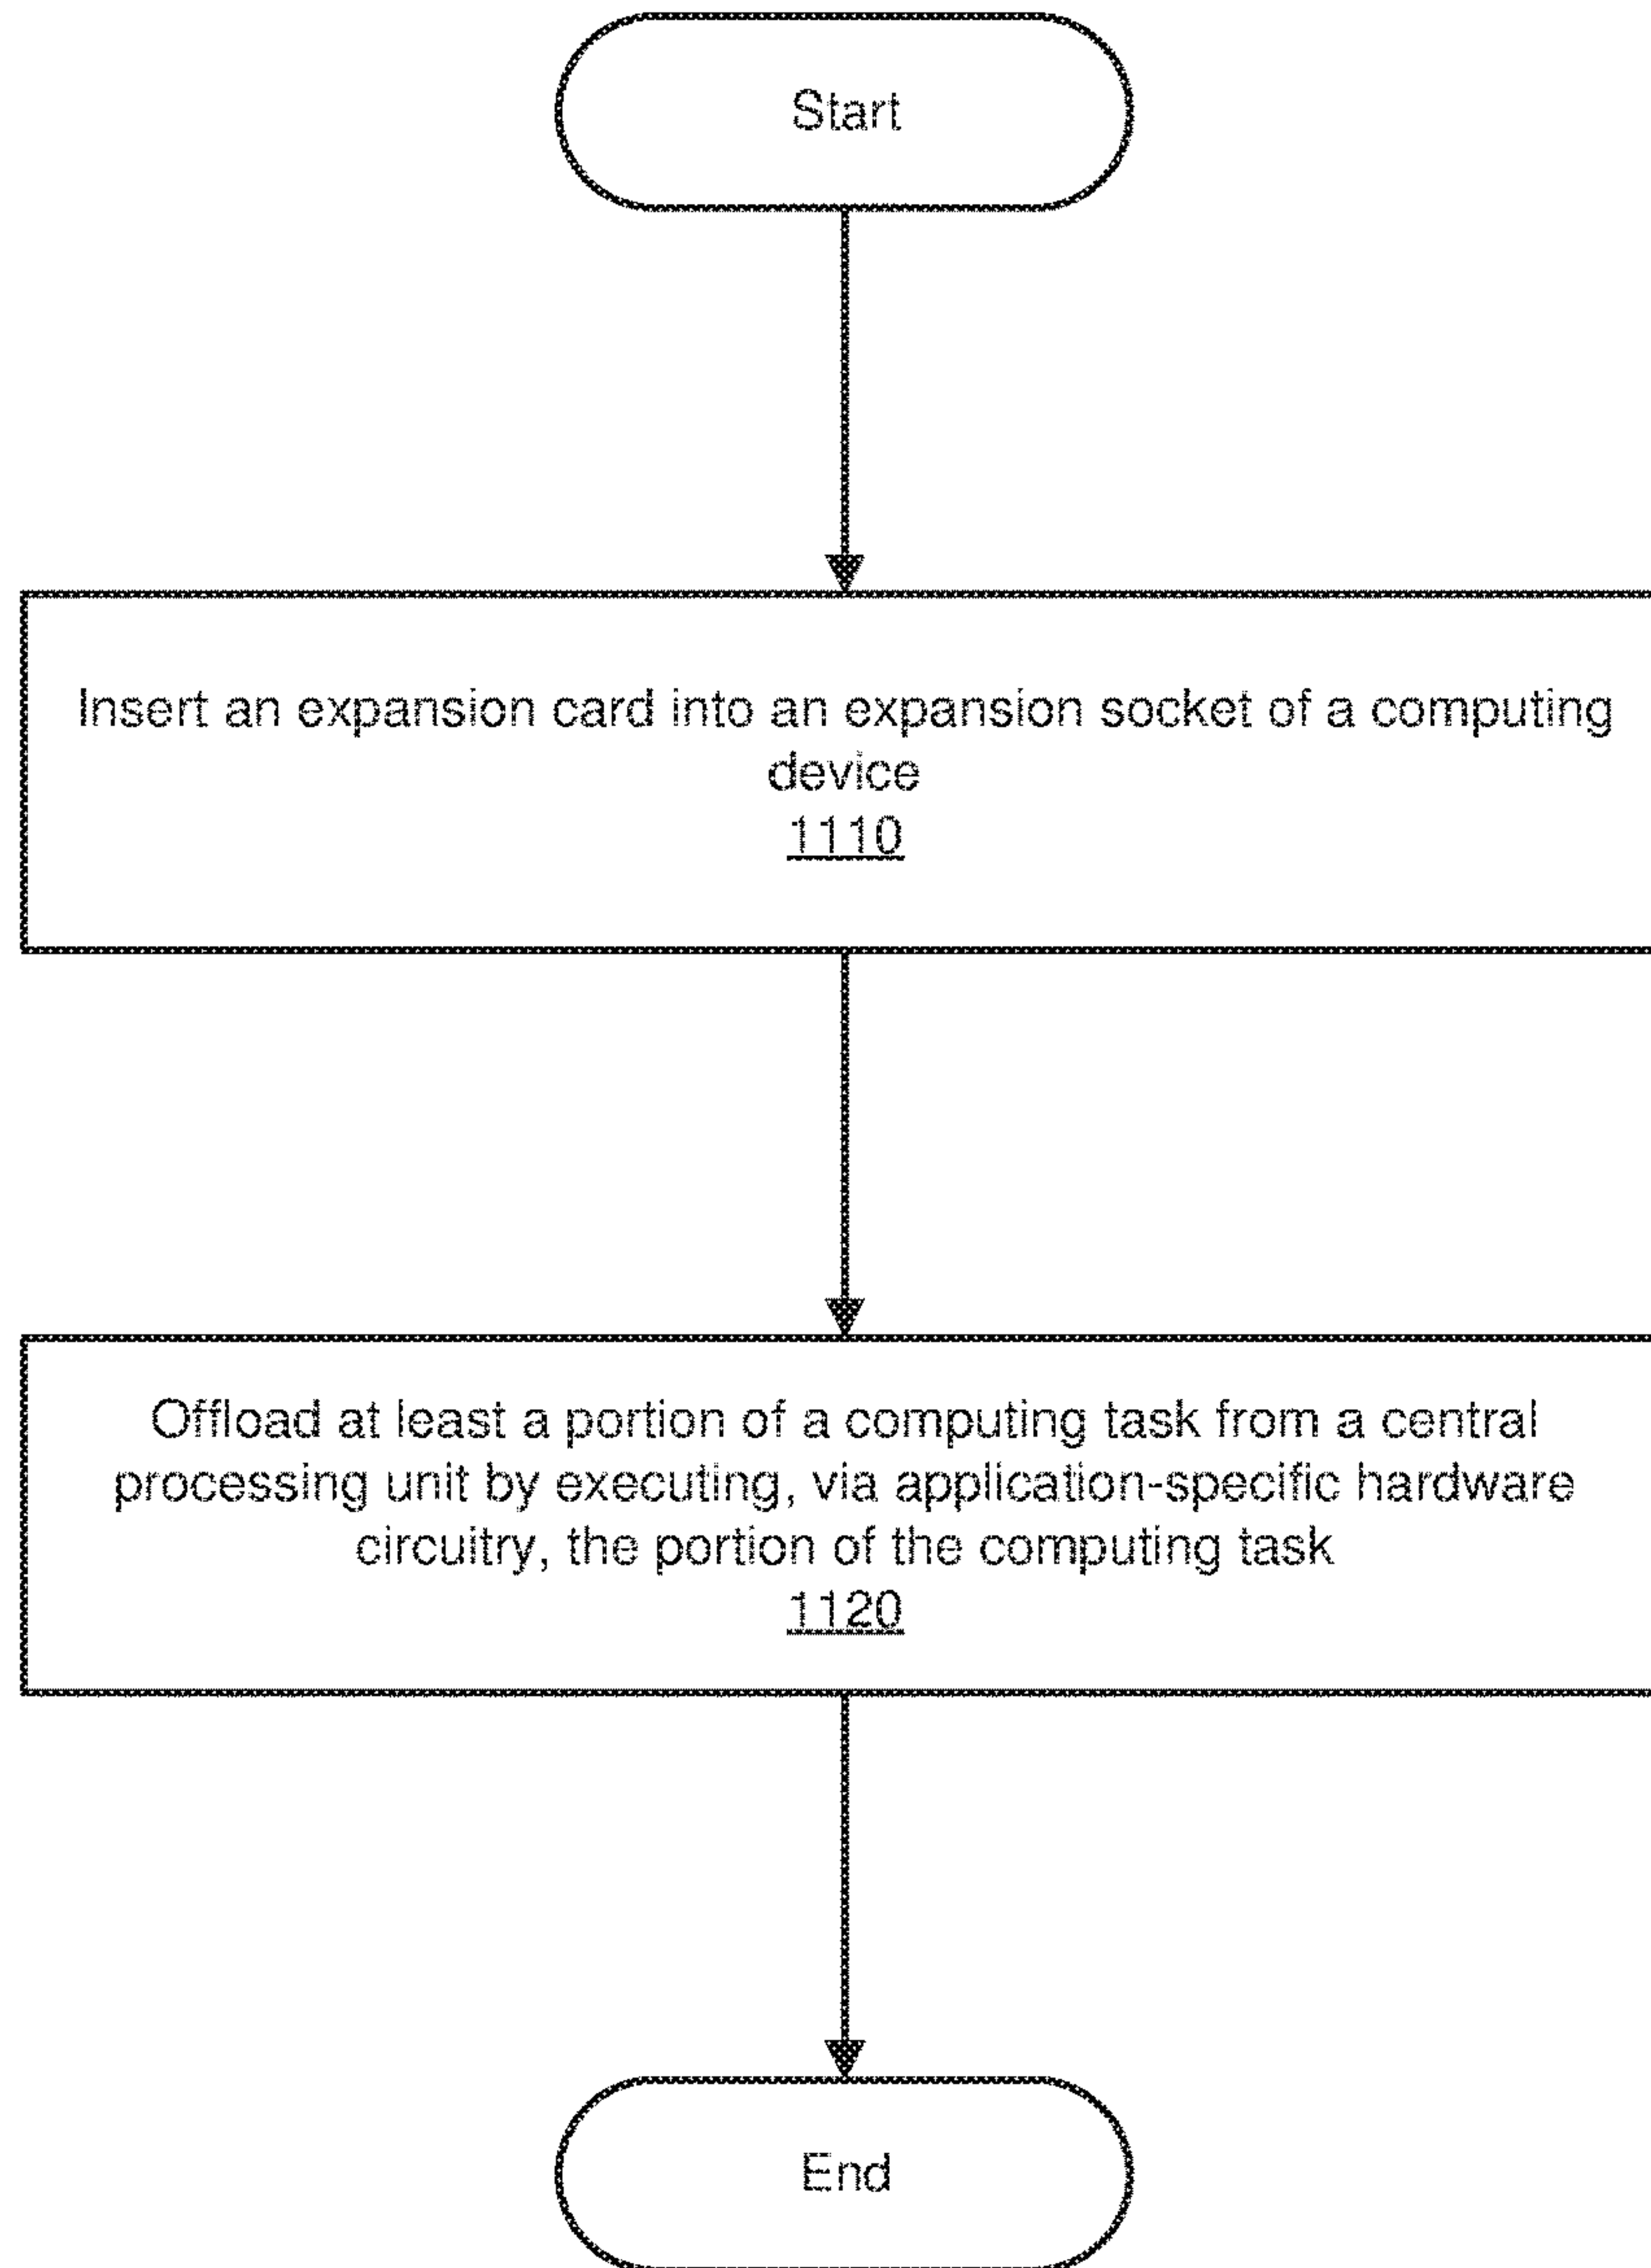 Start
Insert an expansion card into an expansion socket of a computing
device
1110
Offload at least a portion of a computing task from a central
processing unit by executing, via application-specific hardware
circuitry, the portion of the computing task
1120
End